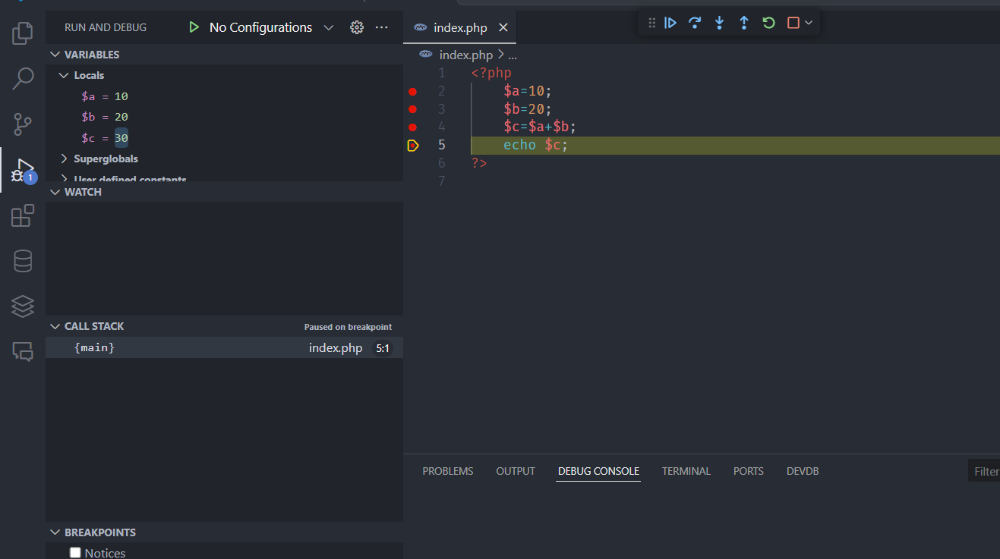 RUN AND DEBUG
No Configurations
VARIABLES
Locals
$a = 10
$b = 20
$c = 30
Superglobals
User defined constants
1
WATCH
CALL STACK
Paused on breakpoint
{main}
index.php
5:1
BREAKPOINTS
Notices
index.php
index.php > ...
1 <?php
2 $a=10;
3 $b=20;
4 $c=$a+$b;
5 echo $c;
6 ?>
7
PROBLEMS
OUTPUT
DEBUG CONSOLE
TERMINAL
PORTS
DEVDB
Filter